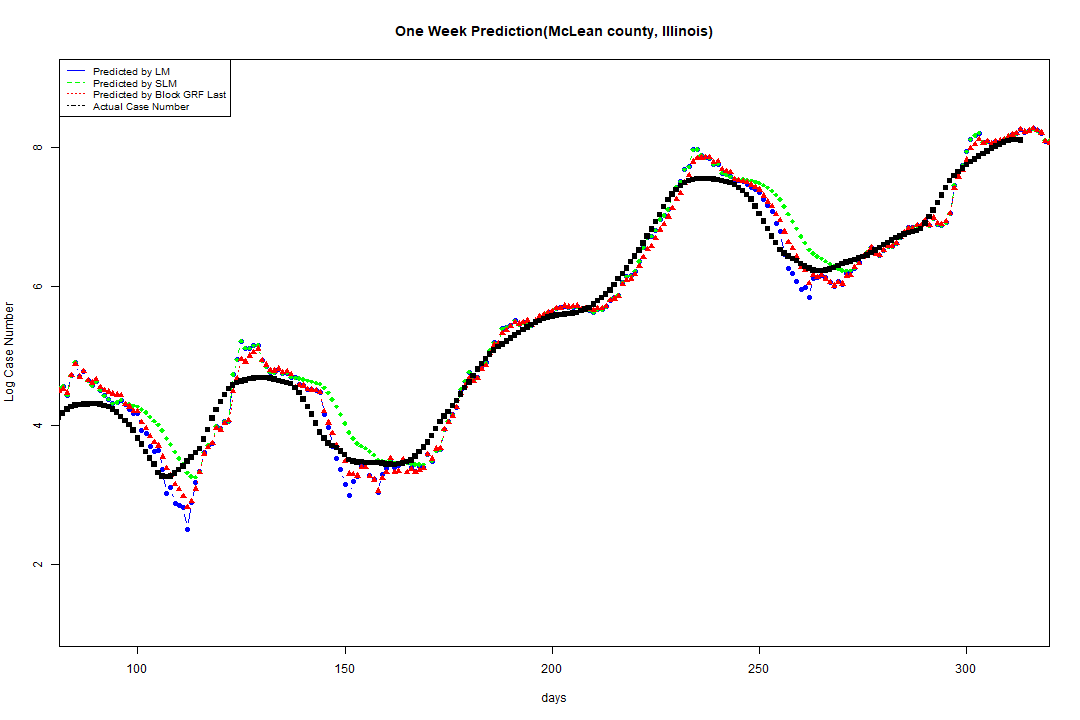 One Week Prediction(McLean county, Illinois)
Predicted by LM
Predicted by SLM
Predicted by Block GRF Last
Actual Case Number
8
6
4
2
Log Case Number
100 150 200 250 300
days